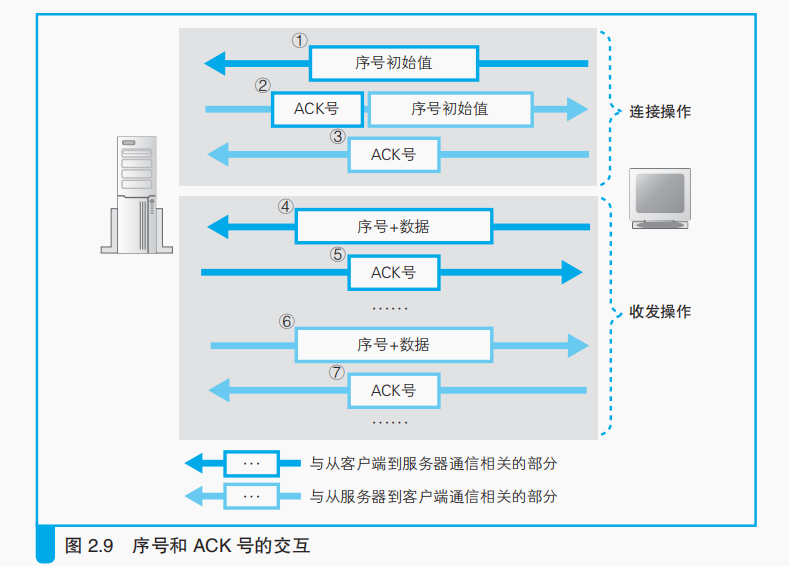 ① 序号初始值
② ACK号 序号初始值
③ ACK号
连接操作
④ 序号+数据
⑤ ACK号
……
⑥ 序号+数据
⑦ ACK号
……
收发操作
… 与从客户端到服务器通信相关的部分
… 与从服务器到客户端通信相关的部分
图 2.9 序号和 ACK 号的交互